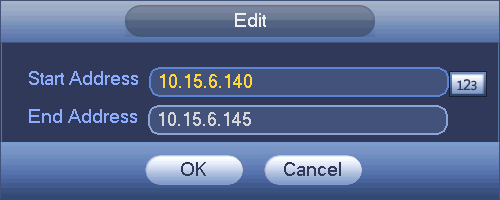 Edit
Start Address 10.15.6.140 123
End Address 10.15.6.145
OK Cancel